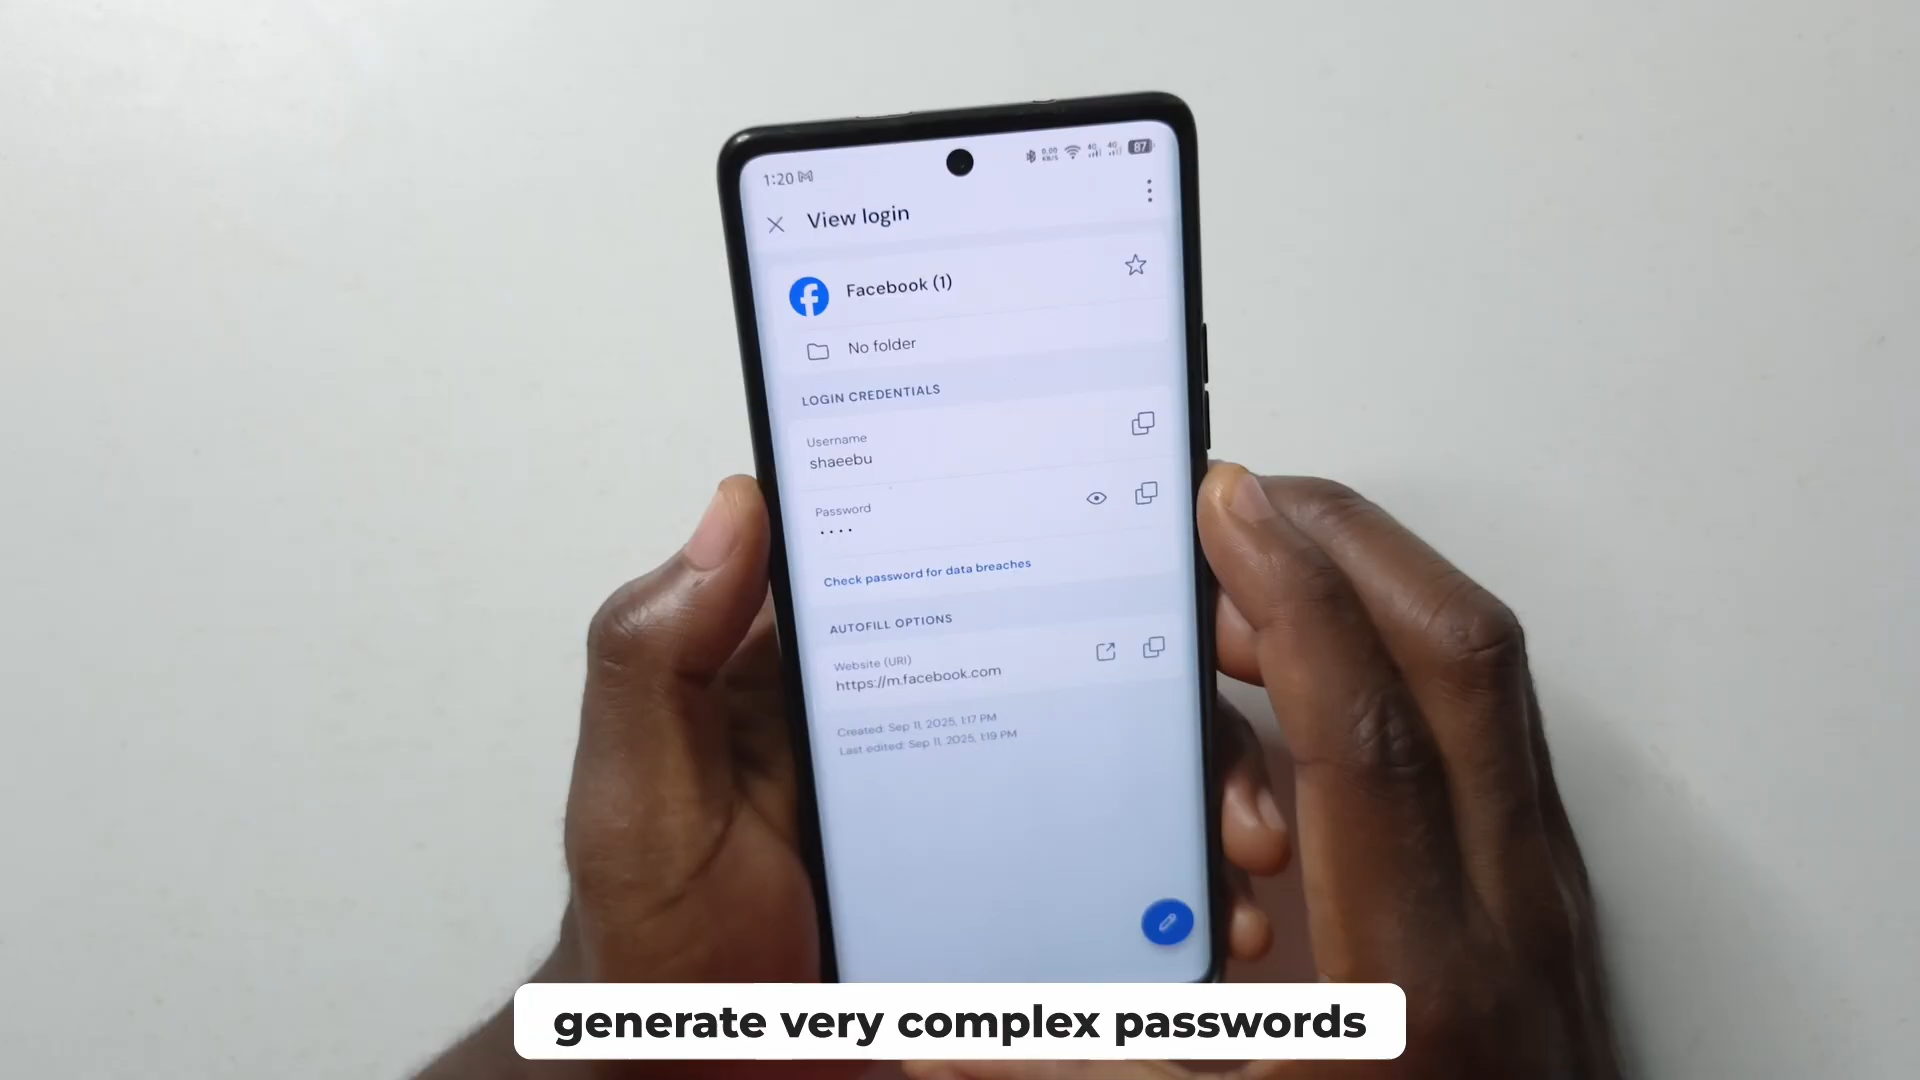 1:20
87
View login
Facebook (1)
No folder
LOGIN CREDENTIALS
Username
shaeebu
Password
••••
Check password for data breaches
AUTOFILL OPTIONS
Website (URI)
https://m.facebook.com
Created: Sep 11, 2025, 1:17 PM
Last edited: Sep 11, 2025, 1:19 PM
generate very complex passwords